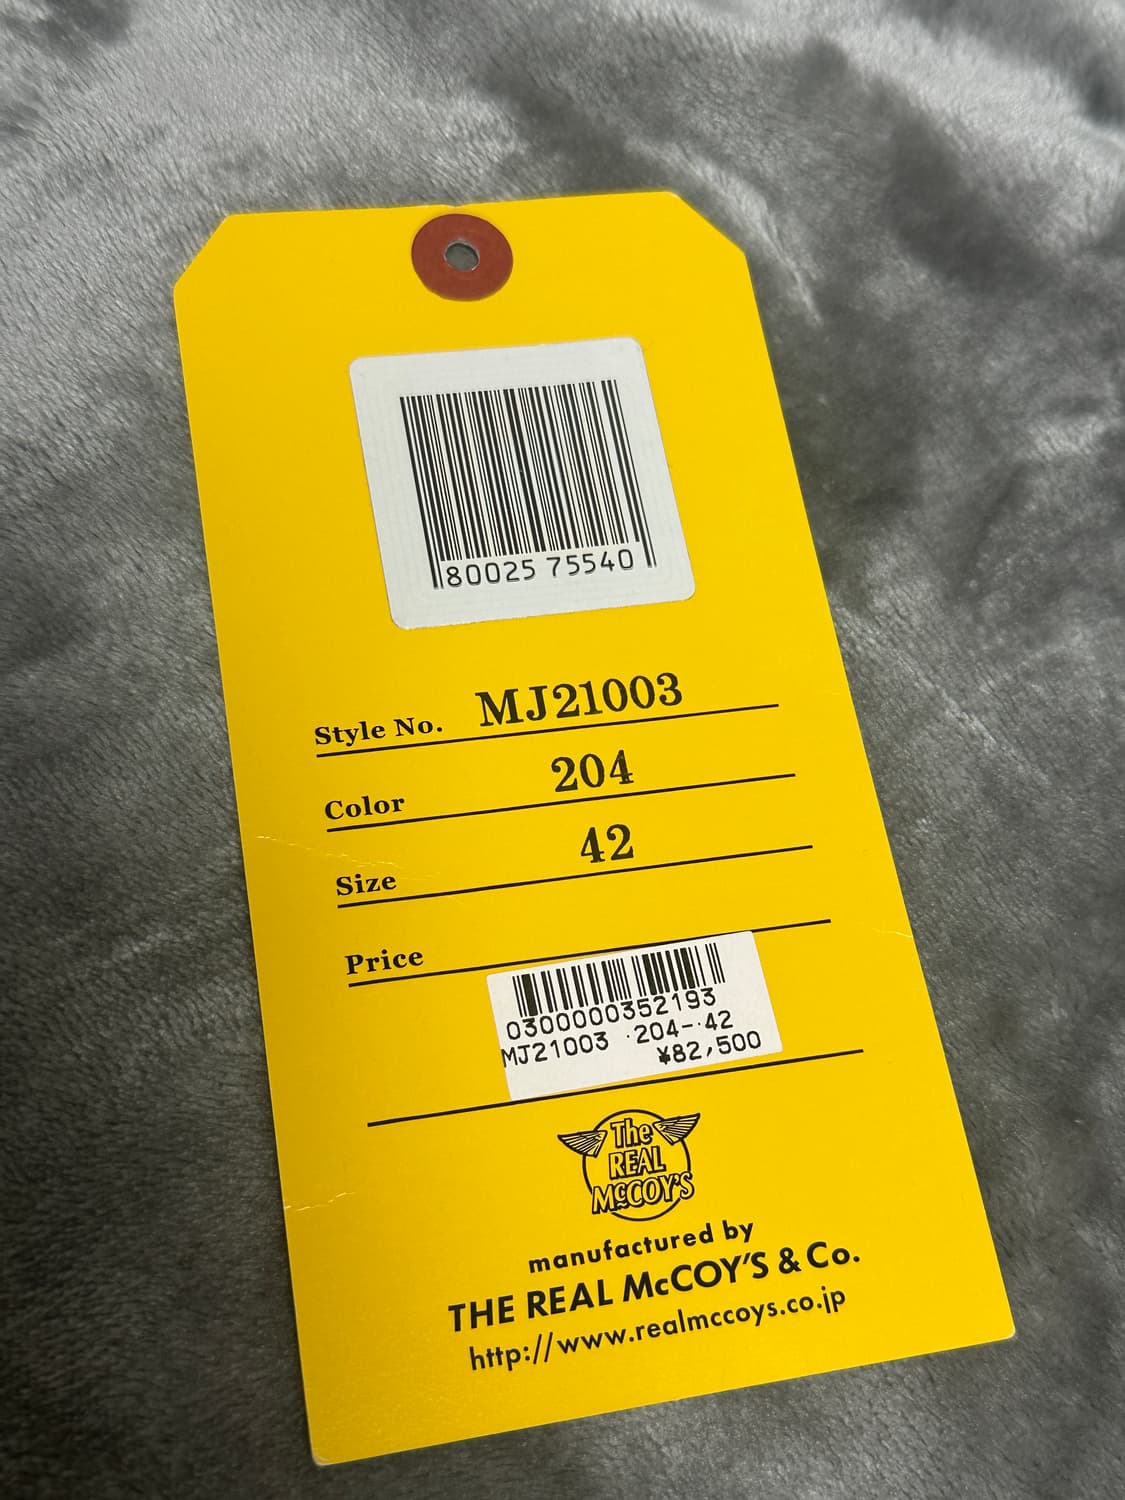 80025 75540
Style No. MJ21003
Color 204
Size 42
Price
0300000352193
MJ21003 ·204-·42
¥82,500
The
REAL
McCOY'S
manufactured by
THE REAL McCOY'S & Co.
http://www.realmccoys.co.jp